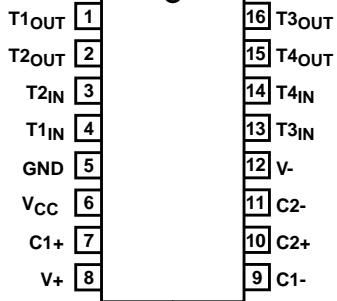 T1OUT 1 16 T3OUT
T2OUT 2 15 T4OUT
T2IN 3 14 T4IN
T1IN 4 13 T3IN
GND 5 12 V-
VCC 6 11 C2-
C1+ 7 10 C2+
V+ 8 9 C1-